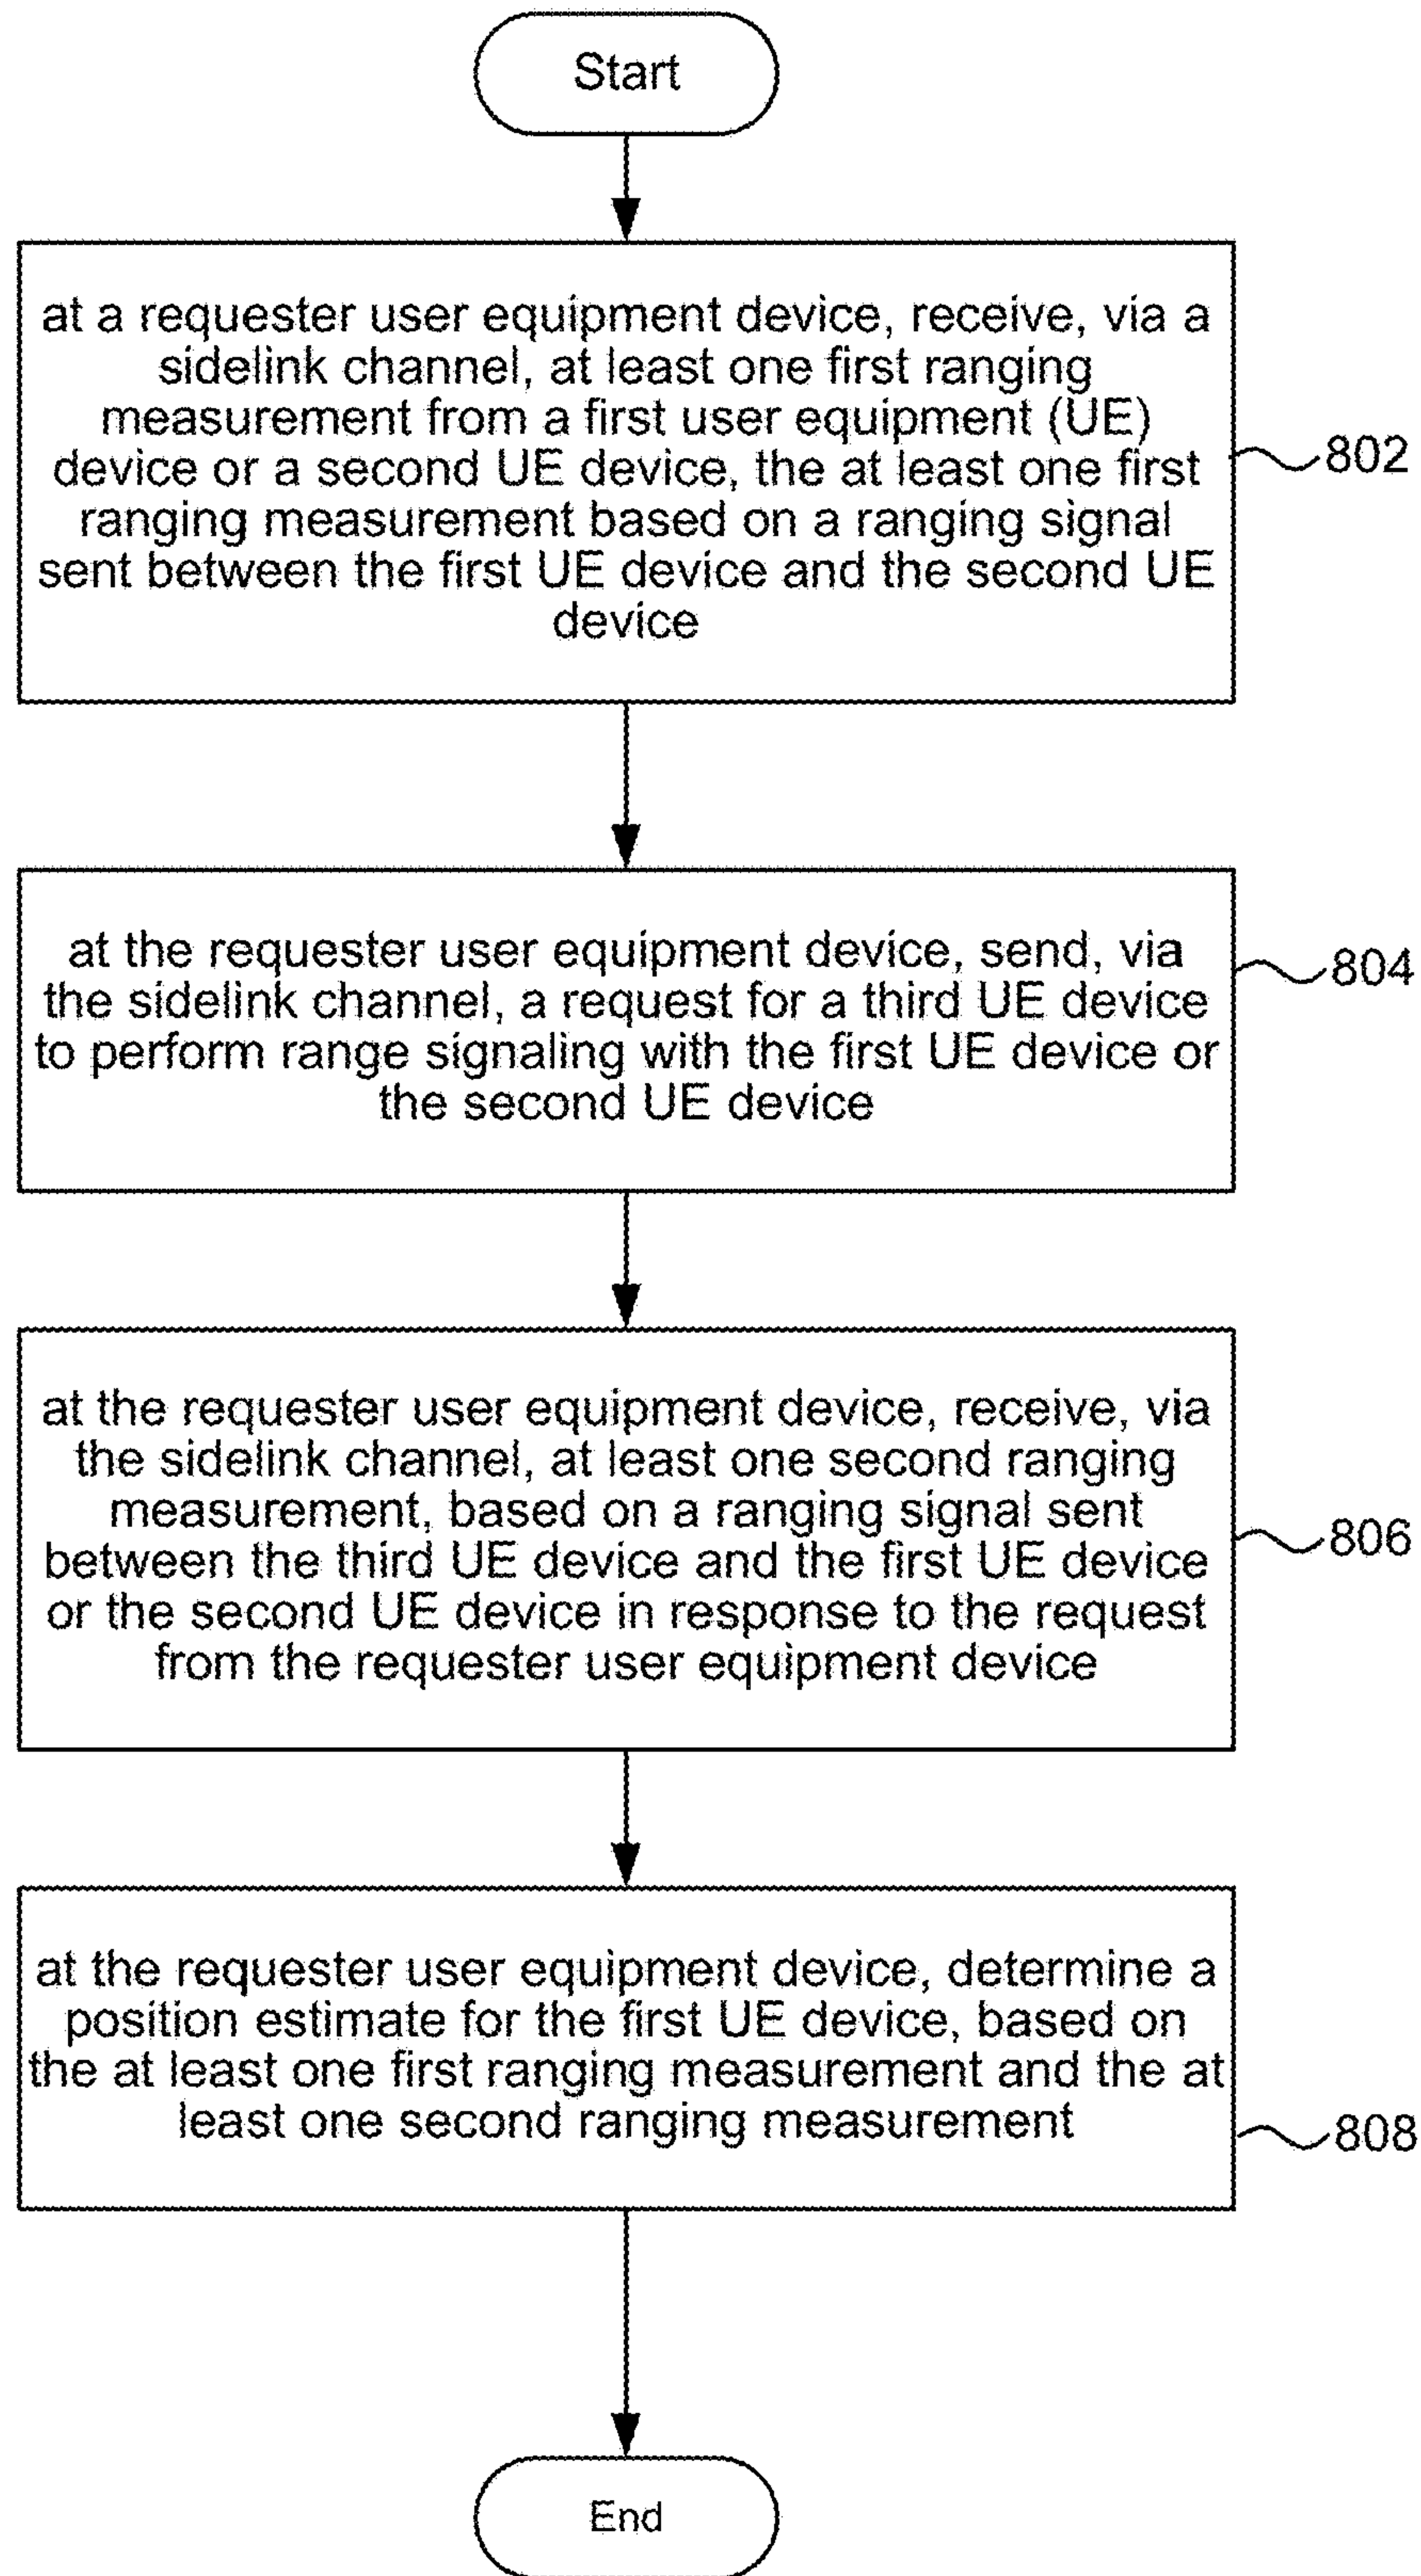 Start
at a requester user equipment device, receive, via a
sidelink channel, at least one first ranging
measurement from a first user equipment (UE)
device or a second UE device, the at least one first
ranging measurement based on a ranging signal
sent between the first UE device and the second UE
device
802
at the requester user equipment device, send, via
the sidelink channel, a request for a third UE device
to perform range signaling with the first UE device or
the second UE device
804
at the requester user equipment device, receive, via
the sidelink channel, at least one second ranging
measurement, based on a ranging signal sent
between the third UE device and the first UE device
or the second UE device in response to the request
from the requester user equipment device
806
at the requester user equipment device, determine a
position estimate for the first UE device, based on
the at least one first ranging measurement and the at
least one second ranging measurement
808
End